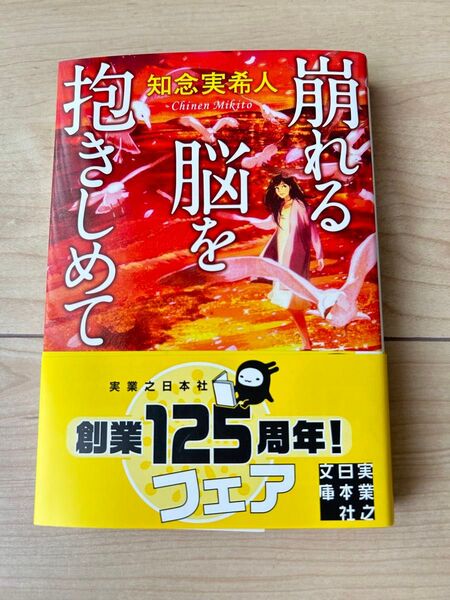 崩れる
脳を
抱きしめて
知念実希人
Chinen Mikito
実業之日本社
創業125周年!
フェア
実業之
日本社
文庫